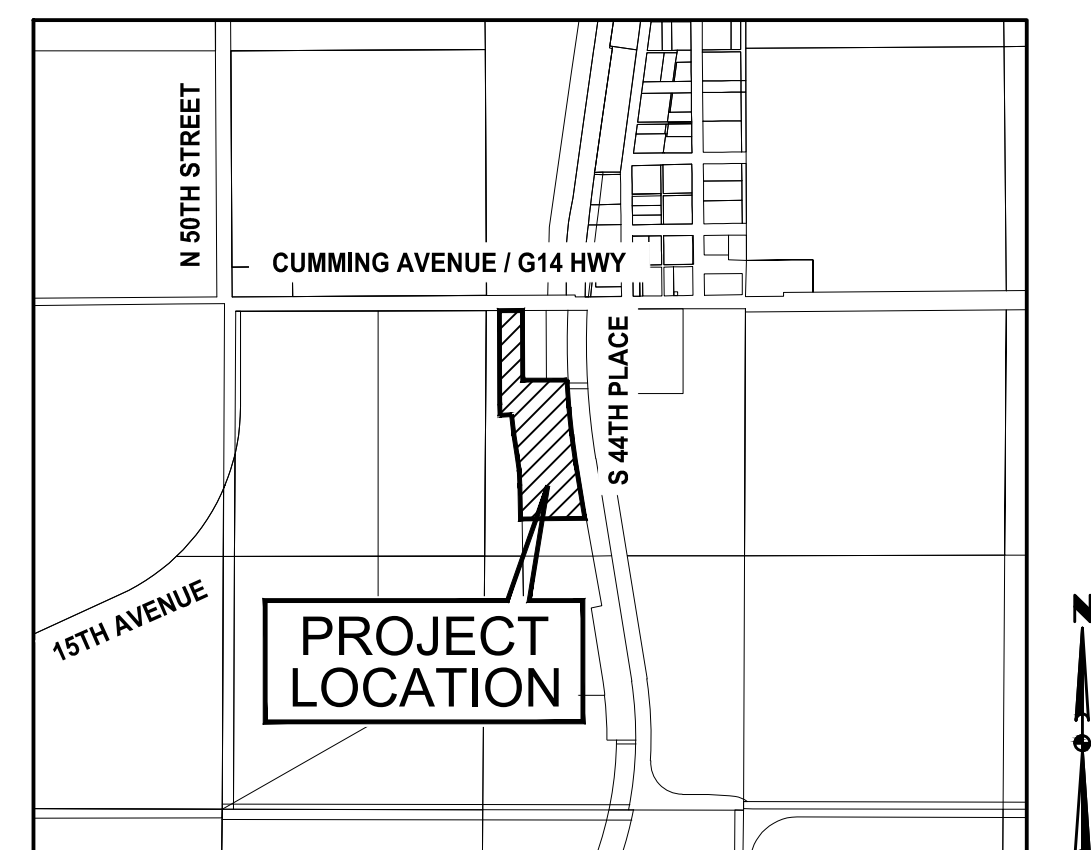 N 50TH STREET
CUMMING AVENUE / G14 HWY
S 44TH PLACE
15TH AVENUE
PROJECT
LOCATION
N